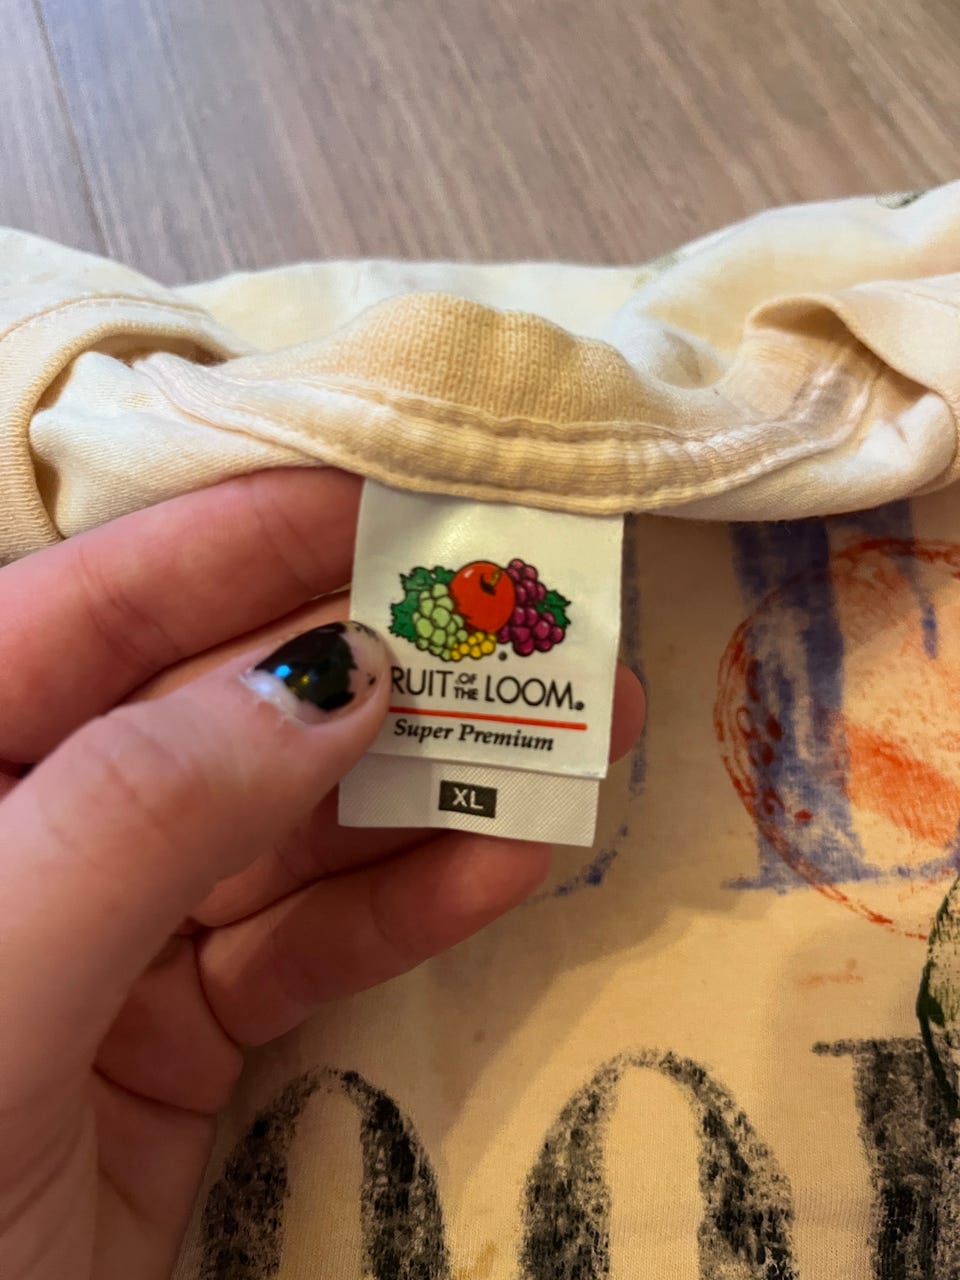 RUIT OF THE LOOM®
Super Premium
XL